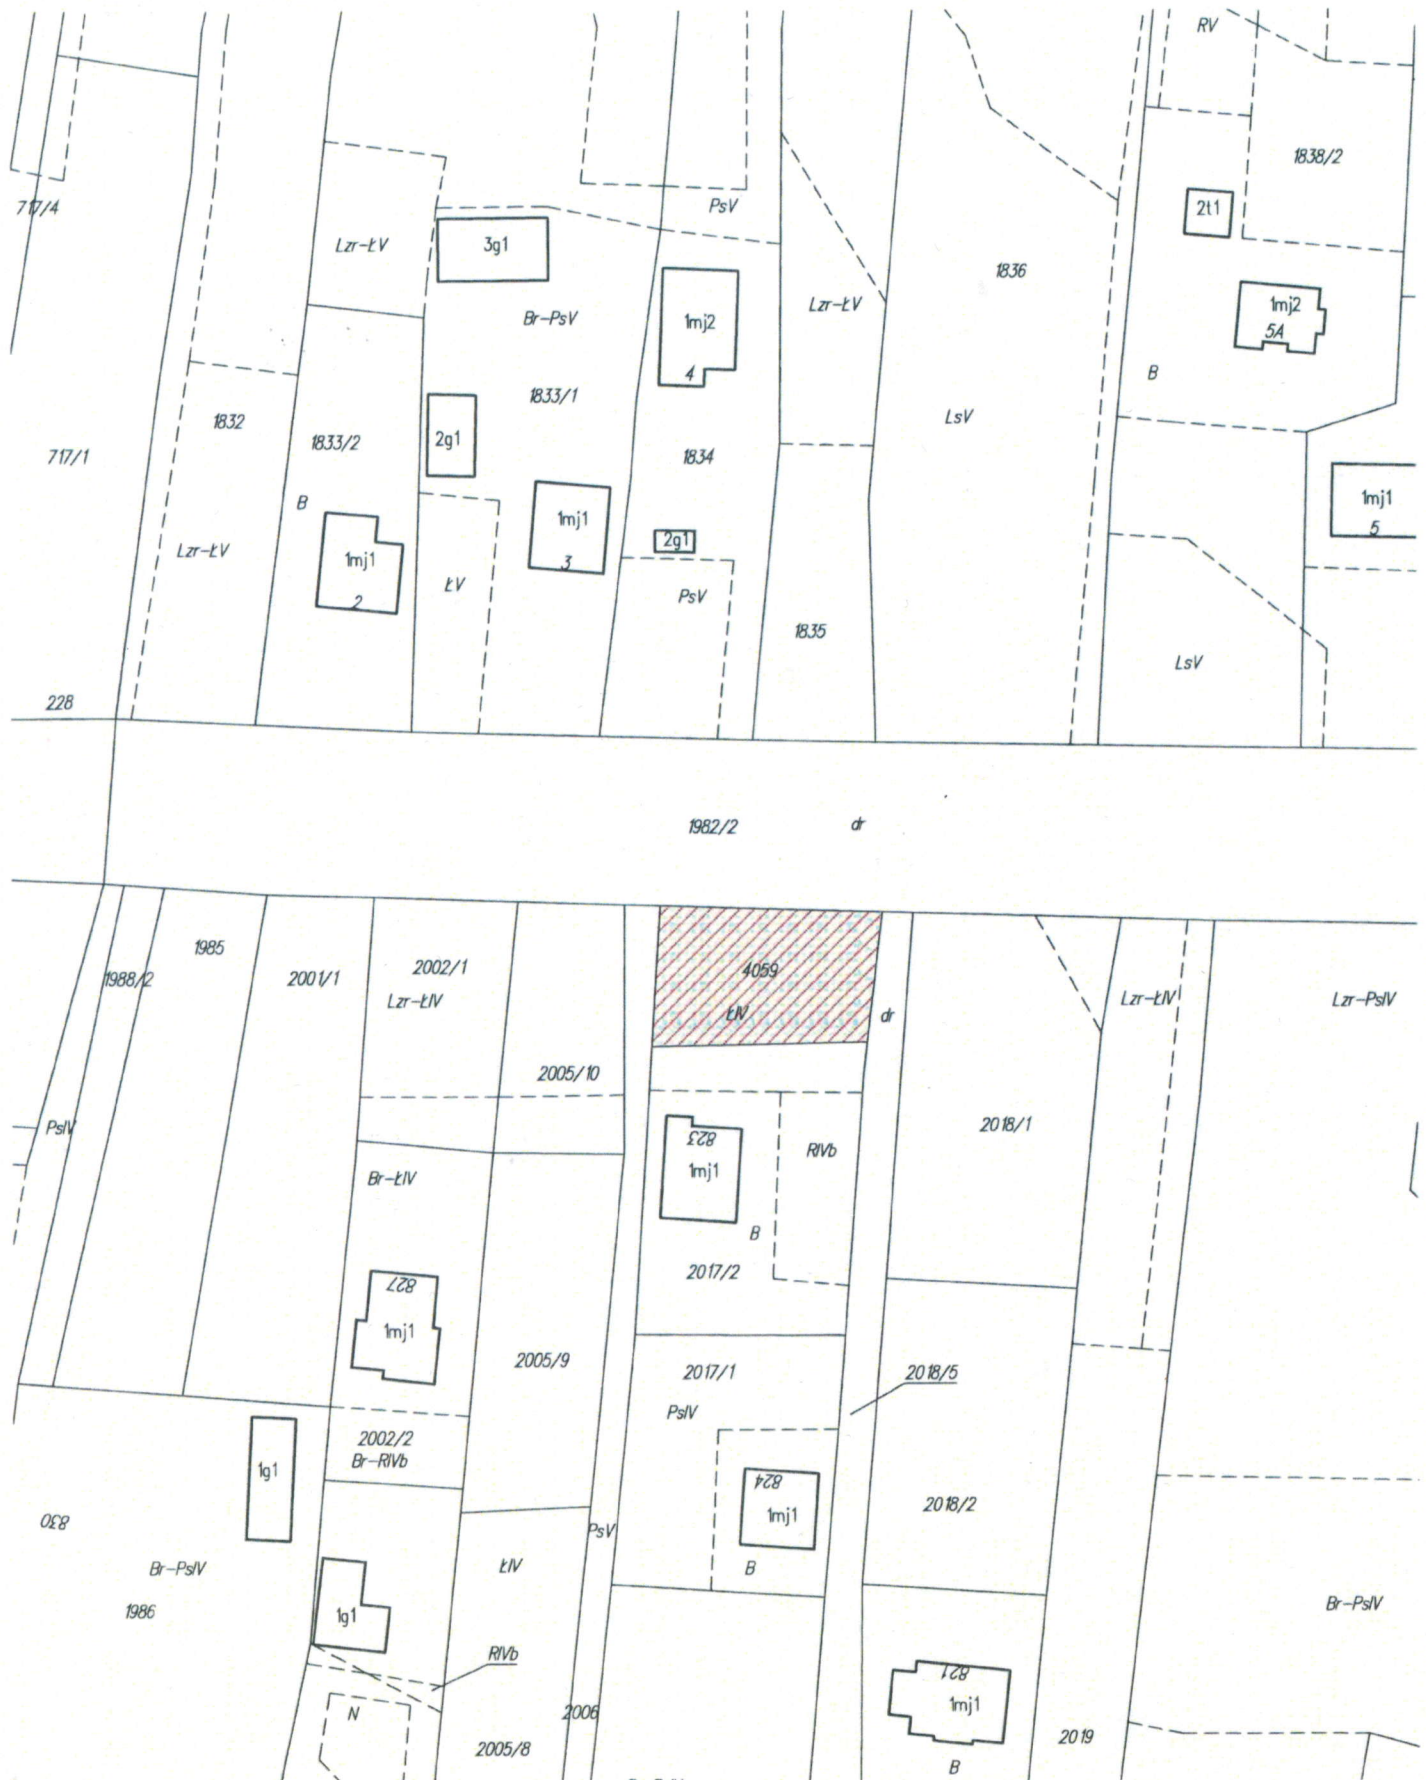 RV
1838/2
717/4
PsV
2t1
Lzr-ŁV
3g1
1836
Lzr-ŁV
1mj2
5A
Br-PsV
1mj2
4
B
1833/1
1832
LsV
1833/2
2g1
1834
717/1
1mj1
5
B
1mj1
3
2g1
Lzr-ŁV
1mj1
2
ŁV
PsV
1835
LsV
228
1982/2
dr
1985
1988/2
2001/1
2002/1
Lzr-ŁIV
4059
ŁIV
dr
Lzr-ŁIV
Lzr-PsIV
2005/10
PsIV
2018/1
823
1mj1
RIVb
Br-ŁIV
B
2017/2
827
1mj1
2005/9
2017/1
2018/5
PsIV
2002/2
Br-RIVb
1g1
824
1mj1
2018/2
830
PsV
Br-PsIV
ŁIV
B
1986
1g1
Br-PsIV
RIVb
821
1mj1
N
2006
2005/8
2019
B